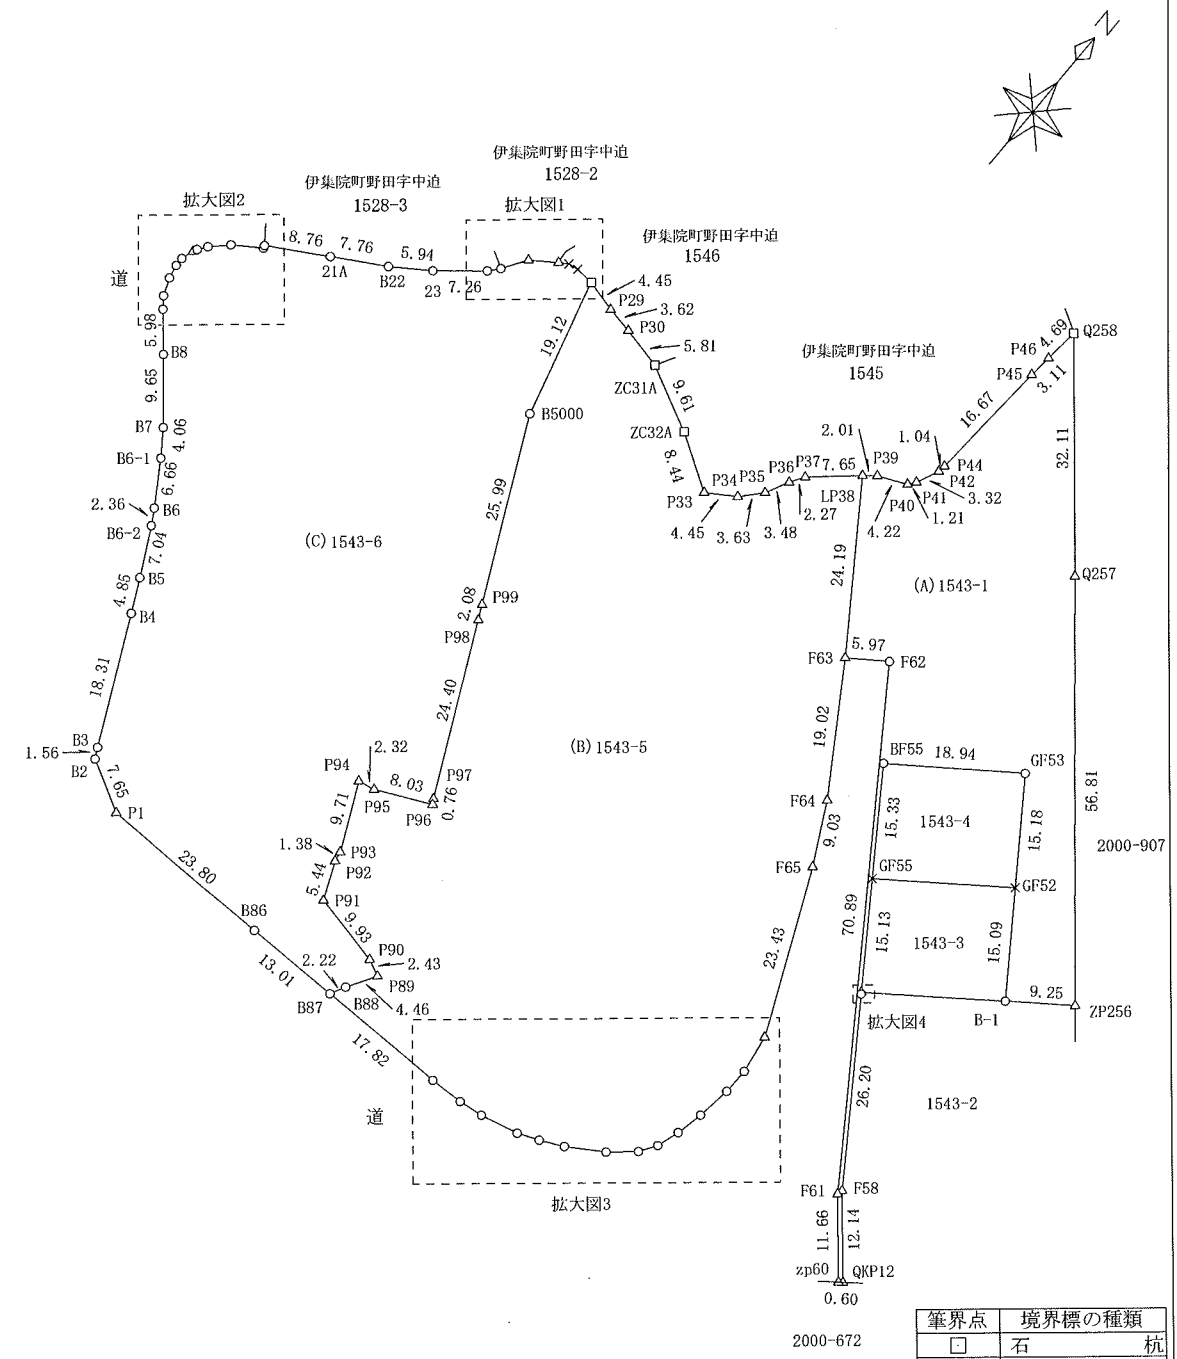 N
伊集院町野田字中迫
1528-2
伊集院町野田字中迫
1528-3
拡大図2
拡大図1
伊集院町野田字中迫
1546
道
8.76
7.76
5.94
21A
B22
23
7.26
4.45
P29
3.62
P30
5.81
ZC31A
9.61
ZC32A
8.44
19.12
B5000
伊集院町野田字中迫
1545
Q258
4.69
P46
P45
3.11
16.67
32.11
5.98
B8
9.65
B7
4.06
B6-1
6.66
2.36
B6
B6-2
7.04
B5
4.85
B4
2.01
1.04
P33
P34
P35
P36
P37
7.65
LP38
P39
P40
P41
P42
P44
3.32
1.21
4.22
2.27
3.48
3.63
4.45
25.99
(C)1543-6
24.19
(A)1543-1
Q257
2.08
P99
P98
18.31
24.40
5.97
F63
F62
B3
1.56
B2
7.65
P1
(B)1543-5
19.02
2.32
P94
8.03
P95
P97
P96
0.76
9.71
BF55
18.94
GF53
F64
9.03
15.33
1543-4
15.18
56.81
2000-907
1.38
P93
P92
5.44
P91
F65
GF55
GF52
23.80
B86
9.93
P90
2.43
P89
2.22
B88
4.46
13.01
B87
70.89
15.13
1543-3
15.09
23.43
9.25
ZP256
B-1
拡大図4
17.82
道
26.20
1543-2
拡大図3
F61
F58
11.66
12.14
zp60
QKP12
0.60
2000-672
筆界点 境界標の種類
石 杭